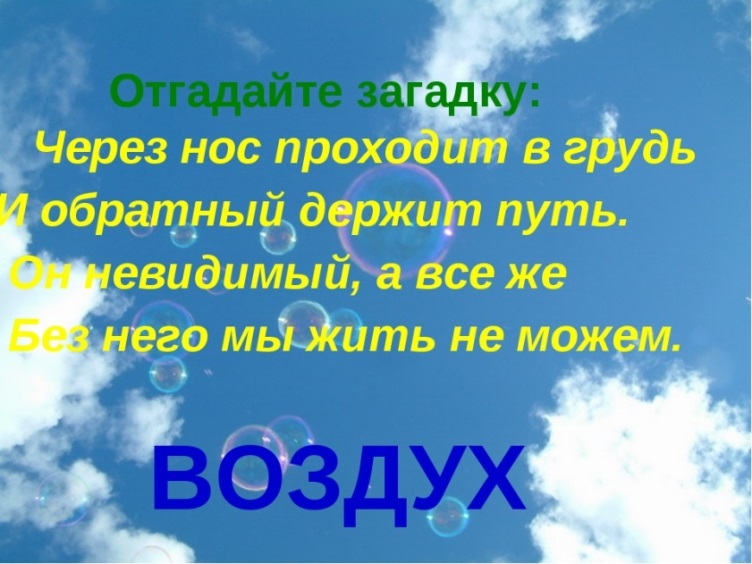 Отгадайте загадку:
Через нос проходит в грудь
И обратный держит путь.
Он невидимый, а все же
Без него мы жить не можем.
ВОЗДУХ